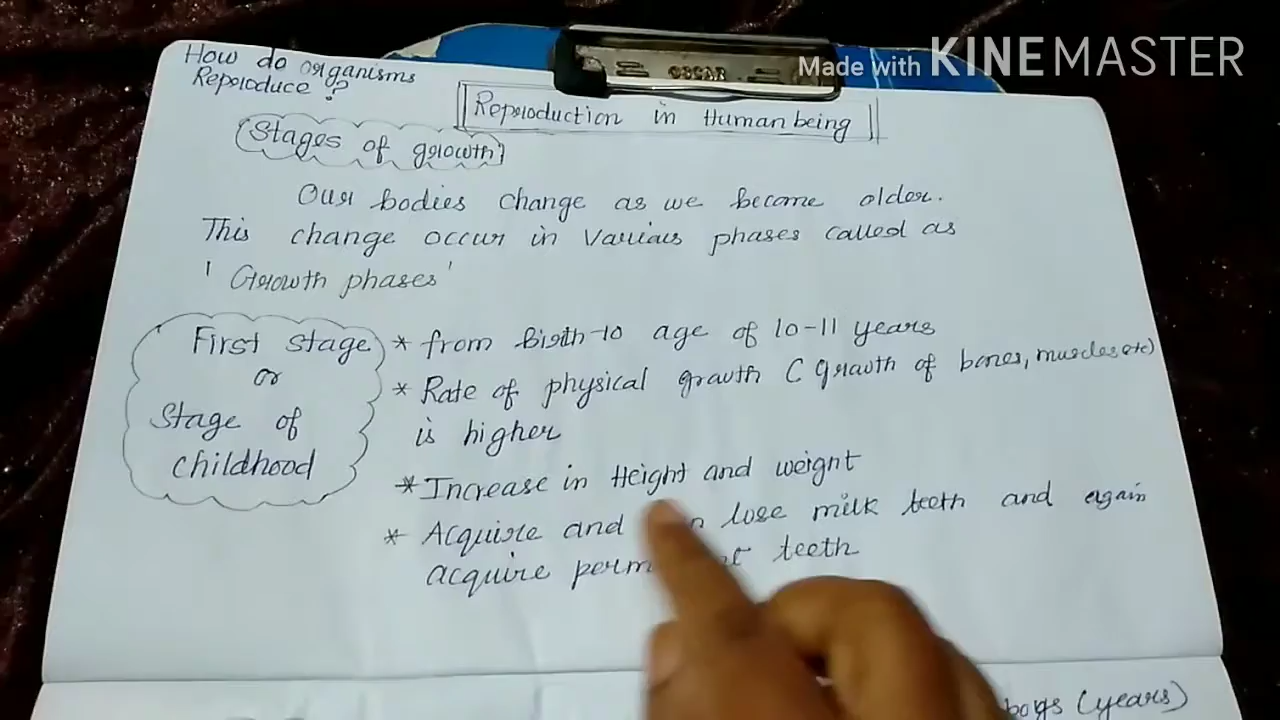 Made with KINEMASTER
OSCAR
How do organisms
Reproduce ?
Reproduction in Human being
Stages of growth
Our bodies change as we become older.
This change occur in Various phases called as
' Growth phases '
First stage
or
Stage of
childhood
* from birth-to age of 10-11 years
* Rate of physical growth ( growth of bones, muscles etc)
is higher
* Increase in Height and weight
* Acquire and lose milk teeth and again
acquire teeth
boys (years)